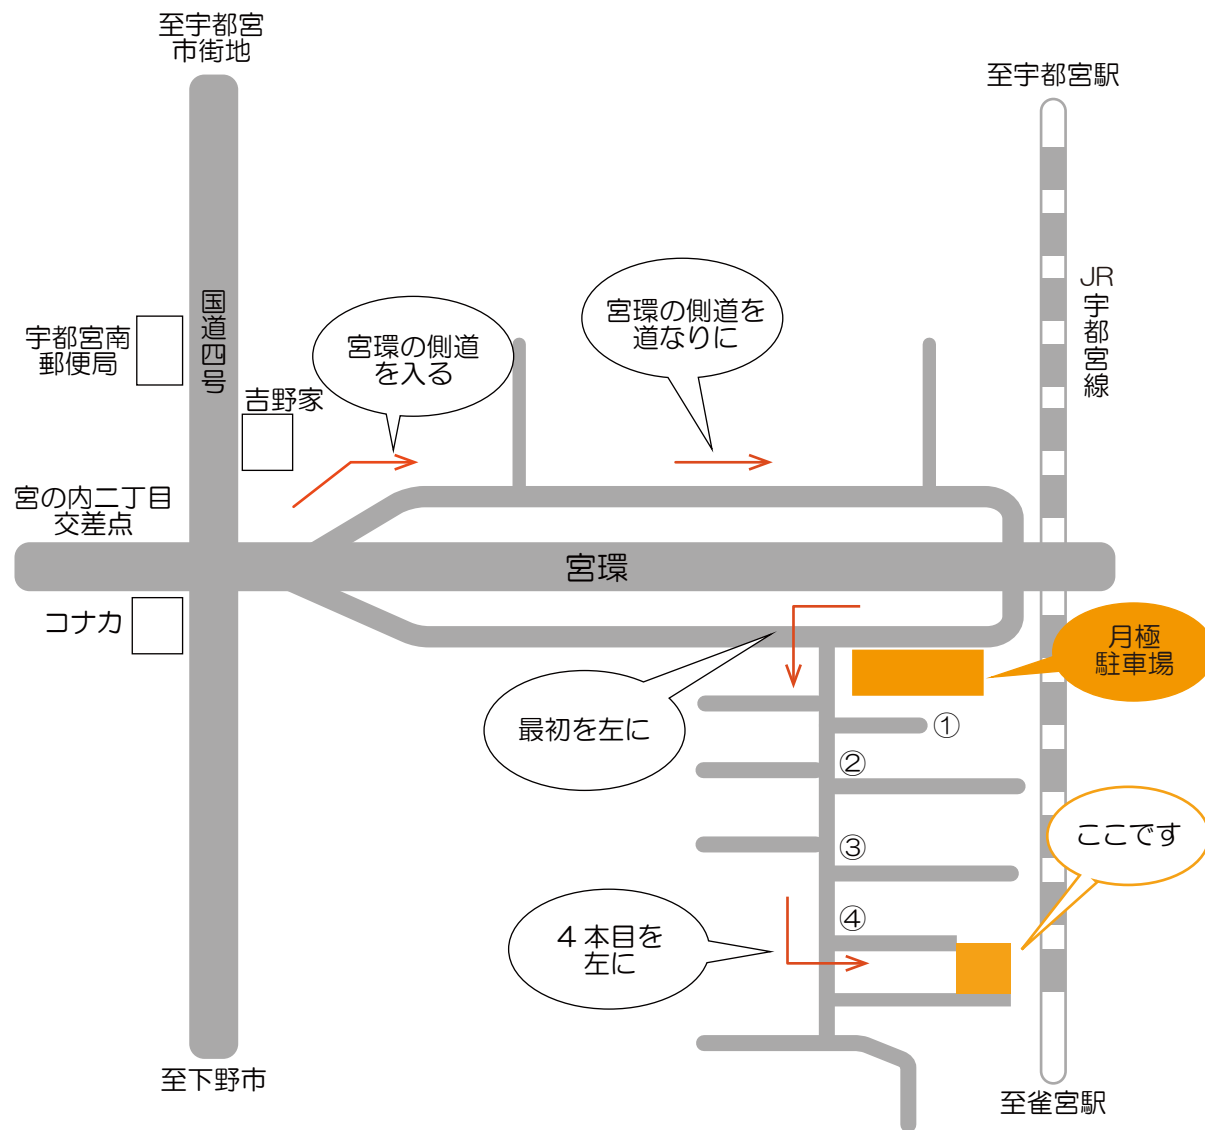 至宇都宮
市街地
至宇都宮駅
JR
宇都宮線
国道四号
宇都宮南
郵便局
吉野家
宮環の側道
を入る
宮環の側道を
道なりに
宮の内二丁目
交差点
宮環
コナカ
月極
駐車場
最初を左に
①
②
③
④
ここです
4本目を
左に
至下野市
至雀宮駅